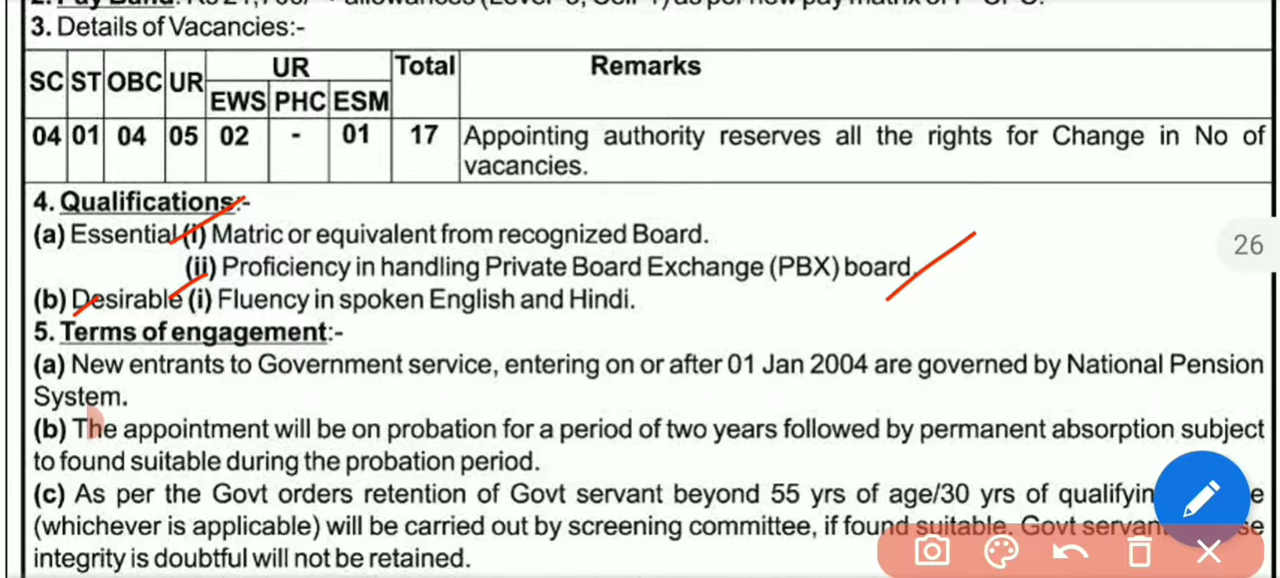 3. Details of Vacancies:-
SC ST OBC UR UR Total Remarks
EWS PHC ESM
04 01 04 05 02 - 01 17 Appointing authority reserves all the rights for Change in No of
vacancies.
4. Qualifications:-
(a) Essential (i) Matric or equivalent from recognized Board.
(ii) Proficiency in handling Private Board Exchange (PBX) board.
26
(b) Desirable (i) Fluency in spoken English and Hindi.
5. Terms of engagement:-
(a) New entrants to Government service, entering on or after 01 Jan 2004 are governed by National Pension
System.
(b) The appointment will be on probation for a period of two years followed by permanent absorption subject
to found suitable during the probation period.
(c) As per the Govt orders retention of Govt servant beyond 55 yrs of age/30 yrs of
(whichever is applicable) will be carried out by screening committee, if found suitable. Govt
integrity is doubtful will not be retained.